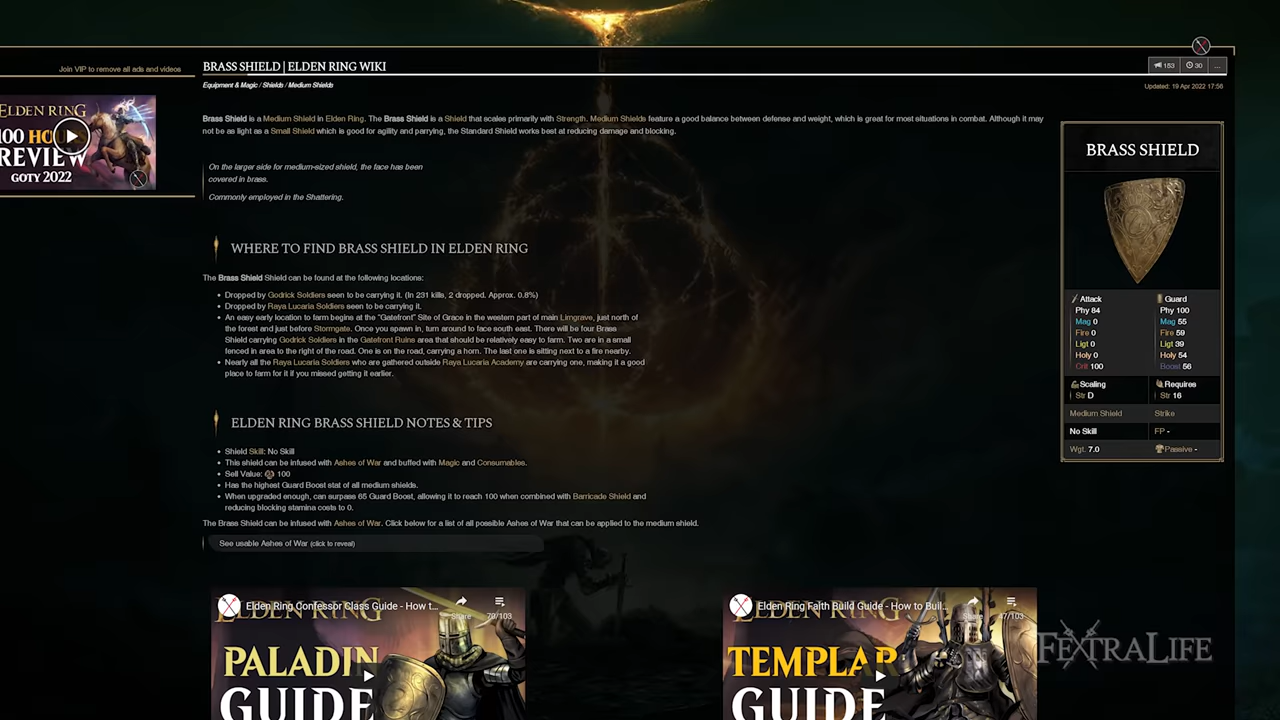 Join VIP to remove all ads and videos
BRASS SHIELD | ELDEN RING WIKI
153
30
...
Equipment & Magic / Shields / Medium Shields
Updated: 19 Apr 2022 17:56
ELDEN RING
100 HOUR
REVIEW
GOTY 2022
Brass Shield is a Medium Shield in Elden Ring. The Brass Shield is a Shield that scales primarily with Strength. Medium Shields feature a good balance between defense and weight, which is great for most situations in combat. Although it may
not be as light as a Small Shield which is good for agility and parrying, the Standard Shield works best at reducing damage and blocking.
On the larger side for medium-sized shield, the face has been
covered in brass.
Commonly employed in the Shattering.
WHERE TO FIND BRASS SHIELD IN ELDEN RING
The Brass Shield Shield can be found at the following locations:
Dropped by Godrick Soldiers seen to be carrying it. (In 231 kills, 2 dropped. Approx. 0.8%)
Dropped by Raya Lucaria Soldiers seen to be carrying it.
An easy early location to farm begins at the "Gatefront" Site of Grace in the western part of main Limgrave, just north of
the forest and just before Stormgate. Once you spawn in, turn around to face south east. There will be four Brass
Shield carrying Godrick Soldiers in the Gatefront Ruins area that should be relatively easy to farm. Two are in a small
fenced in area to the right of the road. One is on the road, carrying a horn. The last one is sitting next to a fire nearby.
Nearly all the Raya Lucaria Soldiers who are gathered outside Raya Lucaria Academy are carrying one, making it a good
place to farm for it if you missed getting it earlier.
ELDEN RING BRASS SHIELD NOTES & TIPS
Shield Skill: No Skill
This shield can be infused with Ashes of War and buffed with Magic and Consumables.
Sell Value: 100
Has the highest Guard Boost stat of all medium shields.
When upgraded enough, can surpass 65 Guard Boost, allowing it to reach 100 when combined with Barricade Shield and
reducing blocking stamina costs to 0.
The Brass Shield can be infused with Ashes of War. Click below for a list of all possible Ashes of War that can be applied to the medium shield.
See usable Ashes of War (click to reveal)
BRASS SHIELD
Attack Guard
Phy 84 Phy 100
Mag 0 Mag 55
Fire 0 Fire 59
Ligt 0 Ligt 39
Holy 0 Holy 54
Crit 100 Boost 56
Scaling Requires
Str D Str 16
Medium Shield Strike
No Skill FP -
Wgt. 7.0 Passive -
Elden Ring Confessor Class Guide - How t...
Share
79/103
ELDEN RING
PALADIN
GUIDE
Elden Ring Faith Build Guide - How to Buil...
Share
47/103
ELDEN RING
TEMPLAR
GUIDE
FEXTRALIFE